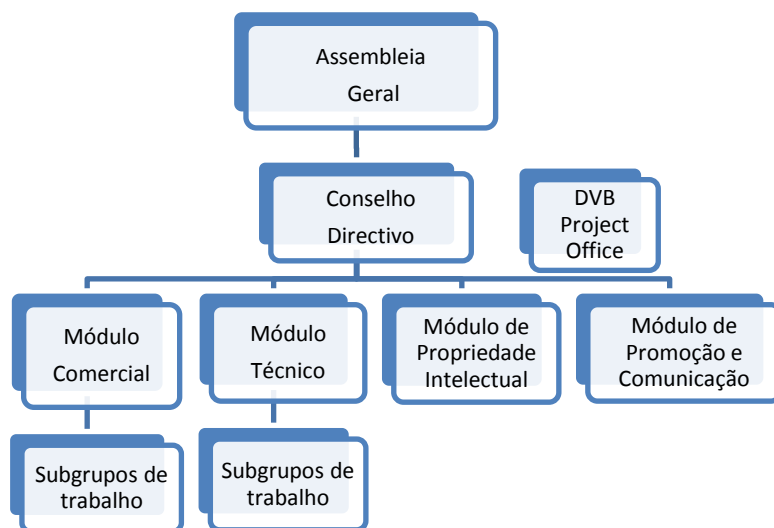 Assembleia
Geral
Conselho
Directivo
DVB
Project
Office
Módulo
Comercial
Módulo
Técnico
Módulo de
Propriedade
Intelectual
Módulo de
Promoção e
Comunicação
Subgrupos de
trabalho
Subgrupos de
trabalho